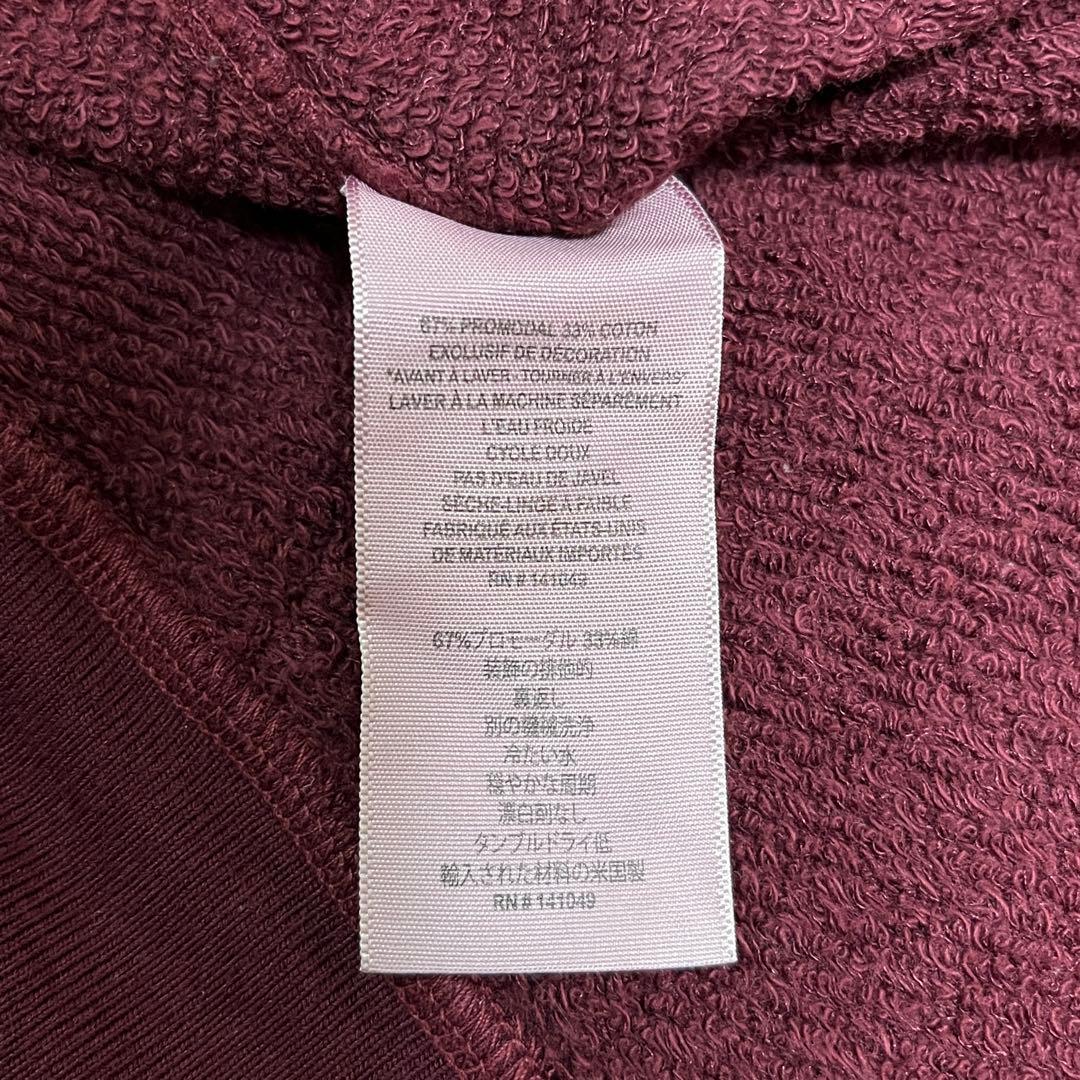 67% PROMODAL 33% COTON
EXCLUSIF DE DÉCORATION
"AVANT À LAVER - TOURNER À L'ENVERS"
LAVER À LA MACHINE SÉPARÉMENT
L'EAU FROIDE
CYCLE DOUX
PAS D'EAU DE JAVEL
SÈCHE-LINGE À FAIBLE
FABRIQUÉ AUX ÉTATS-UNIS
DE MATÉRIAUX IMPORTÉS
RN # 141049
67%プロモーダル 33%綿
装飾の排他的
裏返し
別の機械洗浄
冷たい水
穏やかな周期
漂白剤なし
タンブルドライ低
輸入された材料の米国製
RN # 141049